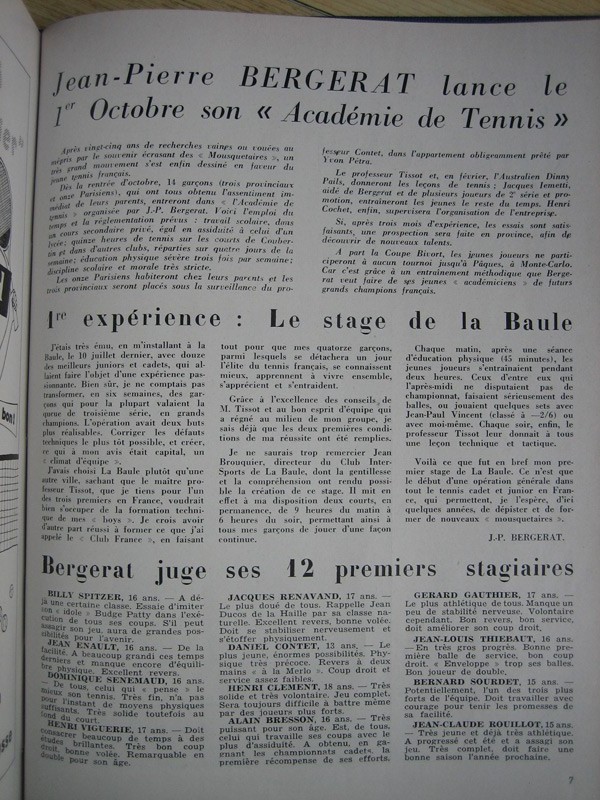 Jean-Pierre BERGERAT lance le
1er Octobre son « Académie de Tennis »
Après vingt-cinq ans de recherches vaines ou vouées au
mépris par le souvenir écrasant des « Mousquetaires », un
très grand mouvement s'est enfin dessiné en faveur du
jeune tennis français.
Dès la rentrée d'octobre, 14 garçons (trois provinciaux
et onze Parisiens), qui ont tous obtenu l'assentiment im-
médiat de leurs parents, entreront dans « l'Académie de
tennis » organisée par J.-P. Bergerat. Voici l'emploi du
temps et la réglementation prévus : travail scolaire, dans
un cours secondaire privé, égal en assiduité à celui d'un
lycée; quinze heures de tennis sur les courts de Couber-
tin et dans d'autres clubs, réparties sur quatre jours de la
semaine; éducation physique sévère trois fois par semaine;
discipline scolaire et morale très stricte.
Les onze Parisiens habiteront chez leurs parents et les
trois provinciaux seront placés sous la surveillance du pro-
fesseur Contet, dans l'appartement obligeamment prêté par
Yvon Pétra.
Le professeur Tissot et, en février, l'Australien Dinny
Pails, donneront des leçons de tennis; Jacques Iemetti,
aidé de Bergerat et de plusieurs joueurs de 2e série et pro-
motion, entraîneront les jeunes le reste du temps. Henri
Cochet, enfin, supervisera l'organisation de l'entreprise.
Si, après trois mois d'expérience, les essais sont satis-
faisants, une prospection sera faite en province, afin de
découvrir de nouveaux talents.
A part la Coupe Bivort, les jeunes joueurs ne parti-
ciperont à aucun tournoi jusqu'à Pâques, à Monte-Carlo.
Car c'est grâce à un entraînement méthodique que Berge-
rat veut faire de ses jeunes « académiciens » de futurs
grands champions français.
1re expérience : Le stage de la Baule
J'étais très ému, en m'installant à la
Baule, le 10 juillet dernier, avec douze
des meilleurs juniors et cadets, qui al-
laient faire l'objet d'une expérience pas-
sionnante. Bien sûr, je ne comptais pas
transformer, en six semaines, des gar-
çons qui pour la plupart valaient la
queue de troisième série, en grands
champions. L'opération avait deux buts
plus réalisables. Corriger les défauts
techniques le plus tôt possible, et créer,
ce qui à mon avis était capital, un
« climat d'équipe ».
J'avais choisi La Baule plutôt qu'une
autre ville, sachant que le maître pro-
fesseur Tissot, que je tiens pour l'un
des trois premiers en France, voudrait
bien s'occuper de la formation techni-
que de mes « boys ». Je crois avoir
d'autre part réussi à former ce que j'ai
appelé le « Club France », en faisant
tout pour que mes quatorze garçons,
parmi lesquels se détachera un jour
l'élite du tennis français, se connaissent
mieux, apprennent à vivre ensemble,
s'apprécient et s'entraident.
Grâce à l'excellence des conseils de
M. Tissot et au bon esprit d'équipe qui
a régné au milieu de mon groupe, je
sais déjà que les deux premières condi-
tions de ma réussite ont été remplies.
Je ne saurais trop remercier Jean
Brouquier, directeur du Club Inter-
Sports de La Baule, dont la gentillesse
et la compréhension ont rendu possi-
ble la création de ce stage. Il mit en
effet à ma disposition deux courts, en
permanence, de 9 heures du matin à
6 heures du soir, permettant ainsi à
tous mes garçons de jouer d'une façon
continue.
Chaque matin, après une séance
d'éducation physique (45 minutes), les
jeunes joueurs s'entraînaient pendant
deux heures. Ceux d'entre eux qui
l'après-midi ne disputaient pas de
championnat, faisaient sérieusement des
balles, ou jouaient quelques sets avec
Jean-Paul Vincent (classé à —2/6) ou
avec moi-même. Chaque soir, enfin, le
professeur Tissot leur donnait à tous
une leçon technique et tactique.
Voilà ce que fut en bref mon pre-
mier stage de La Baule. Ce n'est que
le début d'une opération générale dans
tout le tennis cadet et junior en Fran-
ce, qui permettent, je l'espère, d'ici
quelques années, de dépister et de for-
mer de nouveaux « mousquetaires ».
J.-P. BERGERAT.
Bergerat juge ses 12 premiers stagiaires
BILLY SPITZER, 16 ans. — A dé-
jà une certaine classe. Essaie d'imiter
son « idole » Budge Patty dans l'exé-
cution de tous ses coups. S'il peut
assagir son jeu, aura de grandes pos-
sibilités pour l'avenir.
JEAN ENAULT, 16 ans. — De la
facilité. A beaucoup grandi ces temps
derniers et manque encore d'équili-
bre physique. Excellent revers.
DOMINIQUE SENEMAUD, 16 ans.
— De tous, celui qui « pense » le
mieux son tennis. Très fin, n'a pas
pour l'instant de moyens physiques
suffisants. Très solide toutefois au
fond du court.
HENRI VIGUERIE, 17 ans. — Doit
consacrer beaucoup de temps à des
études brillantes. Très bon coup
droit, bonne volée. Remarquable en
double pour son âge.
JACQUES RENAVAND, 17 ans. —
Le plus doué de tous. Rappelle Jean
Ducos de la Haille par sa classe na-
turelle. Excellent revers, bonne volée.
Doit se stabiliser nerveusement et
s'étoffer physiquement.
DANIEL CONTET, 13 ans. — Le
plus jeune, énormes possibilités. Phy-
sique très précoce. Revers à deux
mains « à la Merlo ». Coup droit et
service assez faibles.
HENRI CLEMENT, 18 ans. — Très
solide et très volontaire. Jeu complet.
Sera toujours difficile à battre même
par des joueurs plus forts.
ALAIN BRESSON, 16 ans. — Très
puissant pour son âge. Est, de tous,
celui qui travaille ses coups avec le
plus d'assiduité. A obtenu, en ga-
gnant les championnats cadets, la
première récompense de ses efforts.
GERARD GAUTHIER, 17 ans. —
Le plus athlétique de tous. Manque un
peu de stabilité nerveuse. Volontaire
cependant. Bon revers, bon service,
doit améliorer son coup droit.
JEAN-LOUIS THIEBAUT, 16 ans.
— En très gros progrès. Bonne pre-
mière balle de service, bon coup
droit. « Enveloppe » trop ses balles.
Bon joueur de double.
BERNARD SOURDET, 15 ans. —
Potentiellement, l'un des trois plus
forts de l'équipe. Doit travailler avec
courage pour tenir les promesses de
sa facilité.
JEAN-CLAUDE ROUILLOT, 15 ans.
— Très jeune et déjà très athlétique.
A progressé cet été et a assagi son
jeu. Très complet, doit faire une
bonne saison l'année prochaine.
7